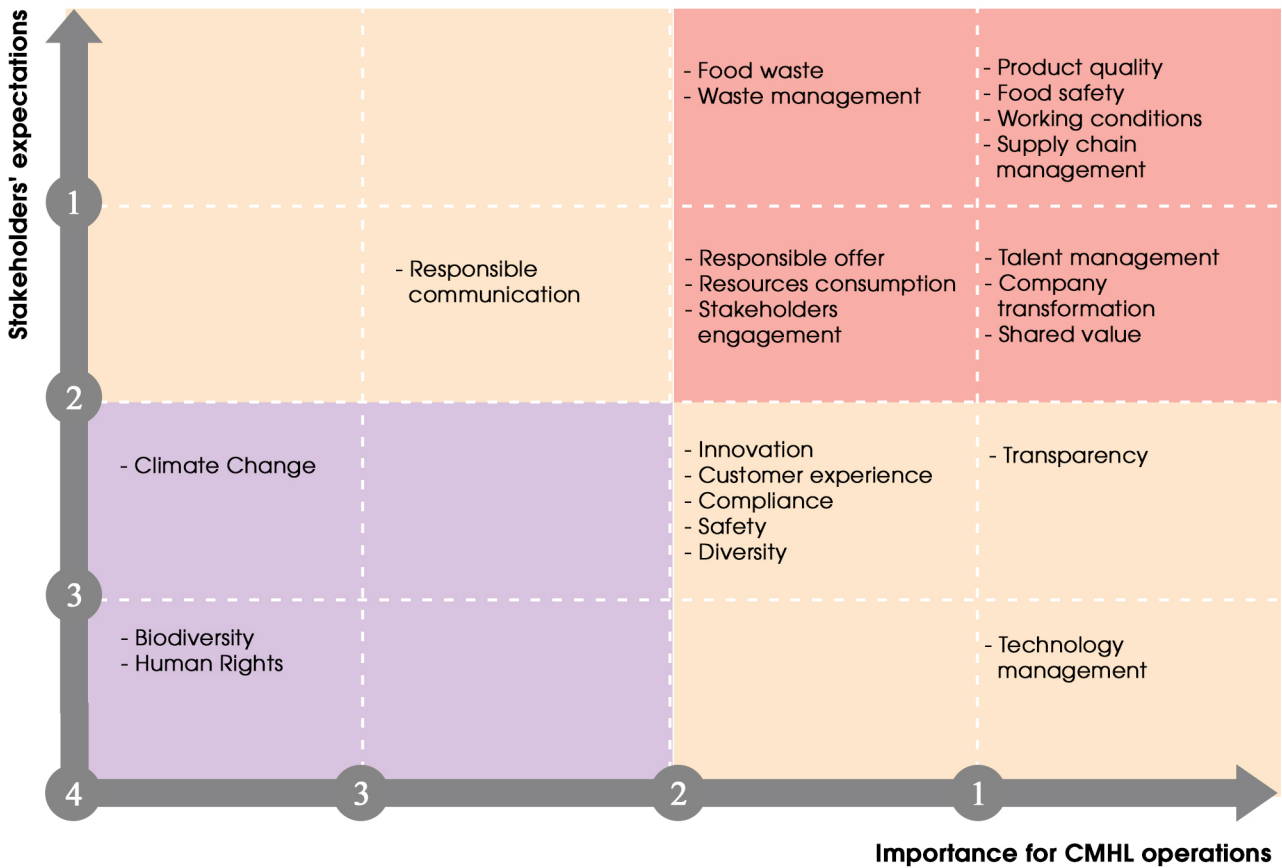 Stakeholders' expectations
- Food waste
- Waste management
- Product quality
- Food safety
- Working conditions
- Supply chain
management
1
- Responsible
communication
- Responsible offer
- Resources consumption
- Stakeholders
engagement
- Talent management
- Company
transformation
- Shared value
2
- Climate Change
- Innovation
- Customer experience
- Compliance
- Safety
- Diversity
- Transparency
3
- Biodiversity
- Human Rights
- Technology
management
4
3
2
1
Importance for CMHL operations